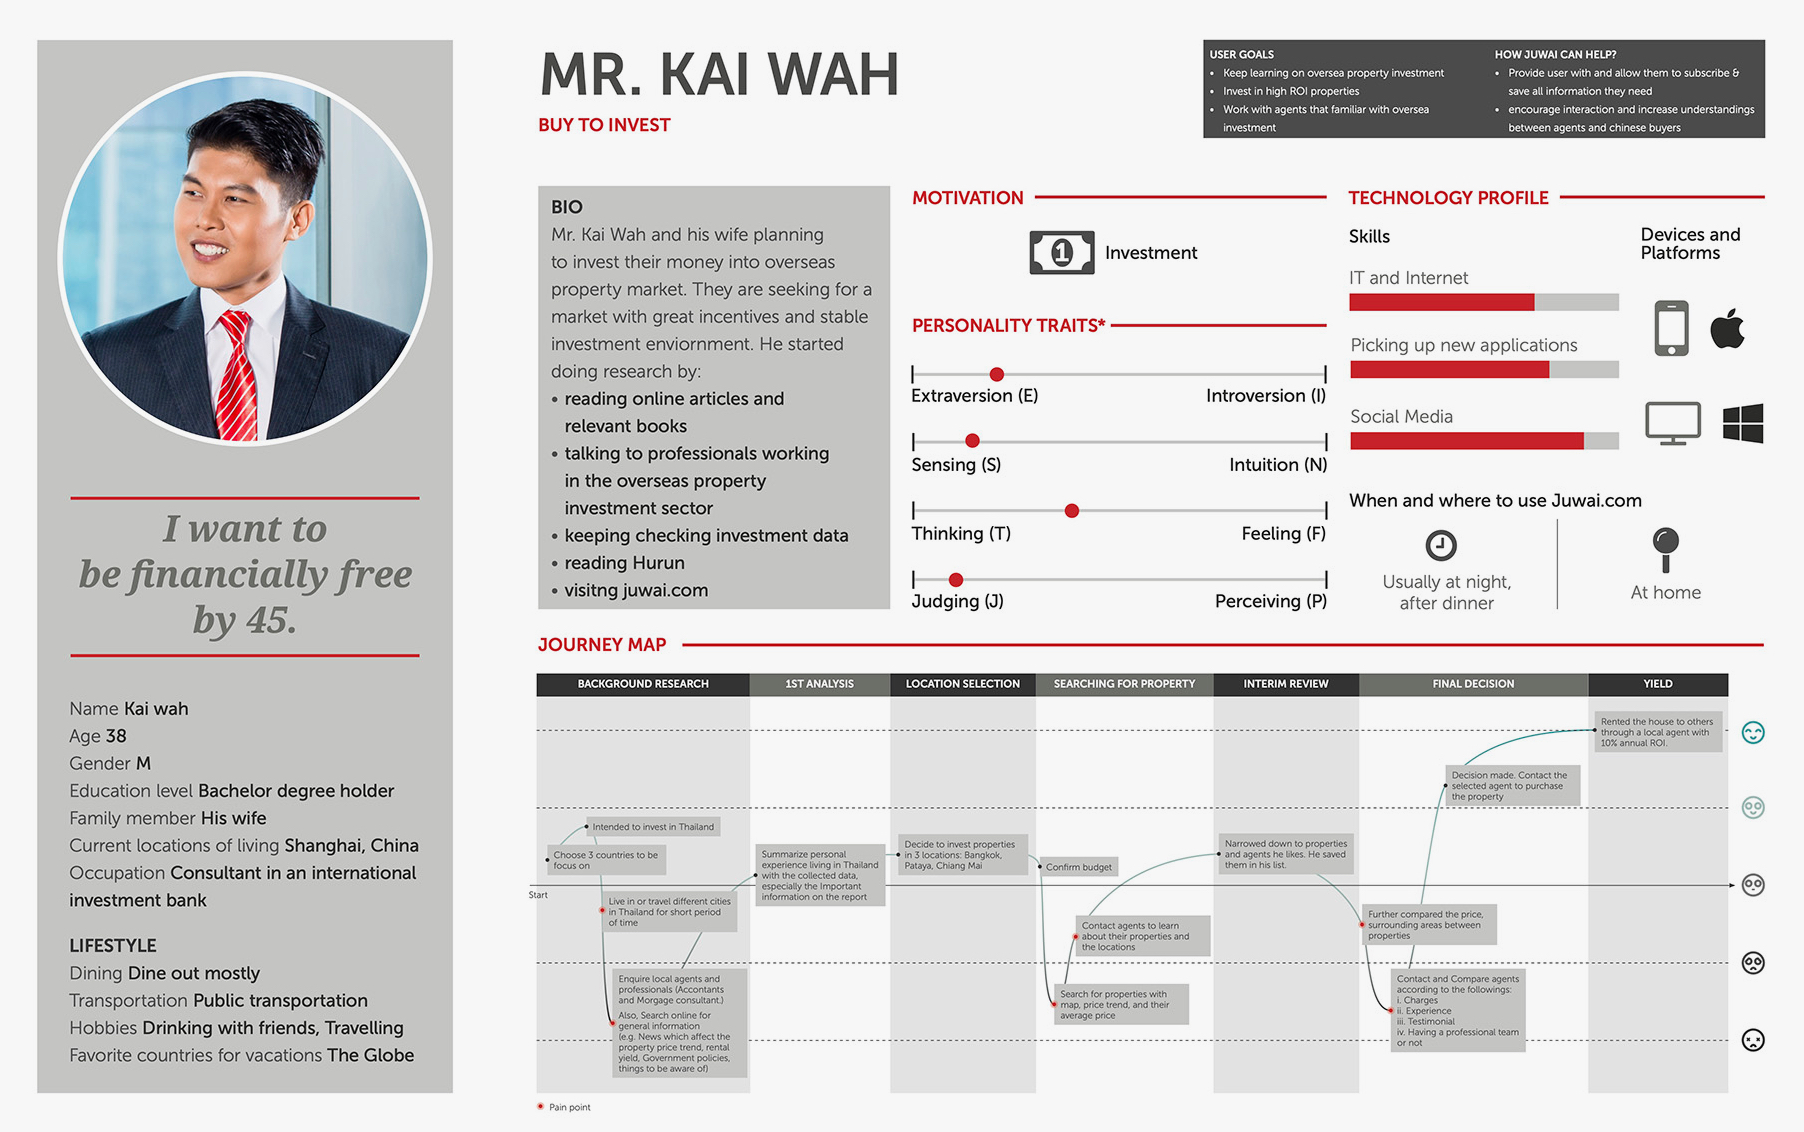 I want to
be financially free
by 45.
Name Kai wah
Age 38
Gender M
Education level Bachelor degree holder
Family member His wife
Current locations of living Shanghai, China
Occupation Consultant in an international
investment bank
LIFESTYLE
Dining Dine out mostly
Transportation Public transportation
Hobbies Drinking with friends, Travelling
Favorite countries for vacations The Globe
MR. KAI WAH
BUY TO INVEST
USER GOALS
• Keep learning on oversea property investment
• Invest in high ROI properties
• Work with agents that familiar with oversea
investment
HOW JUWAI CAN HELP?
• Provide user with and allow them to subscribe &
save all information they need
• encourage interaction and increase understandings
between agents and chinese buyers
BIO
Mr. Kai Wah and his wife planning
to invest their money into overseas
property market. They are seeking for a
market with great incentives and stable
investment enviornment. He started
doing research by:
• reading online articles and
relevant books
• talking to professionals working
in the overseas property
investment sector
• keeping checking investment data
• reading Hurun
• visitng juwai.com
MOTIVATION
1
Investment
PERSONALITY TRAITS*
Extraversion (E) Introversion (I)
Sensing (S) Intuition (N)
Thinking (T) Feeling (F)
Judging (J) Perceiving (P)
TECHNOLOGY PROFILE
Skills
IT and Internet
Picking up new applications
Social Media
Devices and
Platforms
When and where to use Juwai.com
Usually at night,
after dinner
At home
JOURNEY MAP
BACKGROUND RESEARCH
1ST ANALYSIS
LOCATION SELECTION
SEARCHING FOR PROPERTY
INTERIM REVIEW
FINAL DECISION
YIELD
Start
Choose 3 countries to be
focus on
Intended to invest in Thailand
Live in or travel different cities
in Thailand for short period
of time
Enquire local agents and
professionals (Accountants
and Morgage consultant.)
Also, Search online for
general information
(e.g. News which affect the
property price trend, rental
yield, Government policies,
things to be aware of)
Summarize personal
experience living in Thailand
with the collected data,
especially the Important
information on the report
Decide to invest properties
in 3 locations: Bangkok,
Pataya, Chiang Mai
Confirm budget
Contact agents to learn
about their properties and
the locations
Search for properties with
map, price trend, and their
average price
Narrowed down to properties
and agents he likes. He saved
them in his list.
Further compared the price,
surrounding areas between
properties
Contact and Compare agents
according to the followings:
i. Charges
ii. Experience
iii. Testimonial
iv. Having a professional team
or not
Decision made. Contact the
selected agent to purchase
the property
Rented the house to others
through a local agent with
10% annual ROI.
Pain point